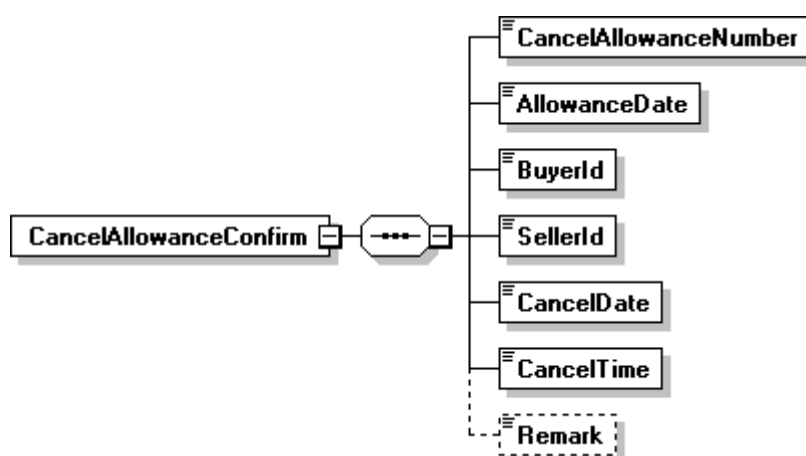 CancelAllowanceNumber
AllowanceDate
BuyerId
CancelAllowanceConfirm
SellerId
CancelDate
CancelTime
Remark